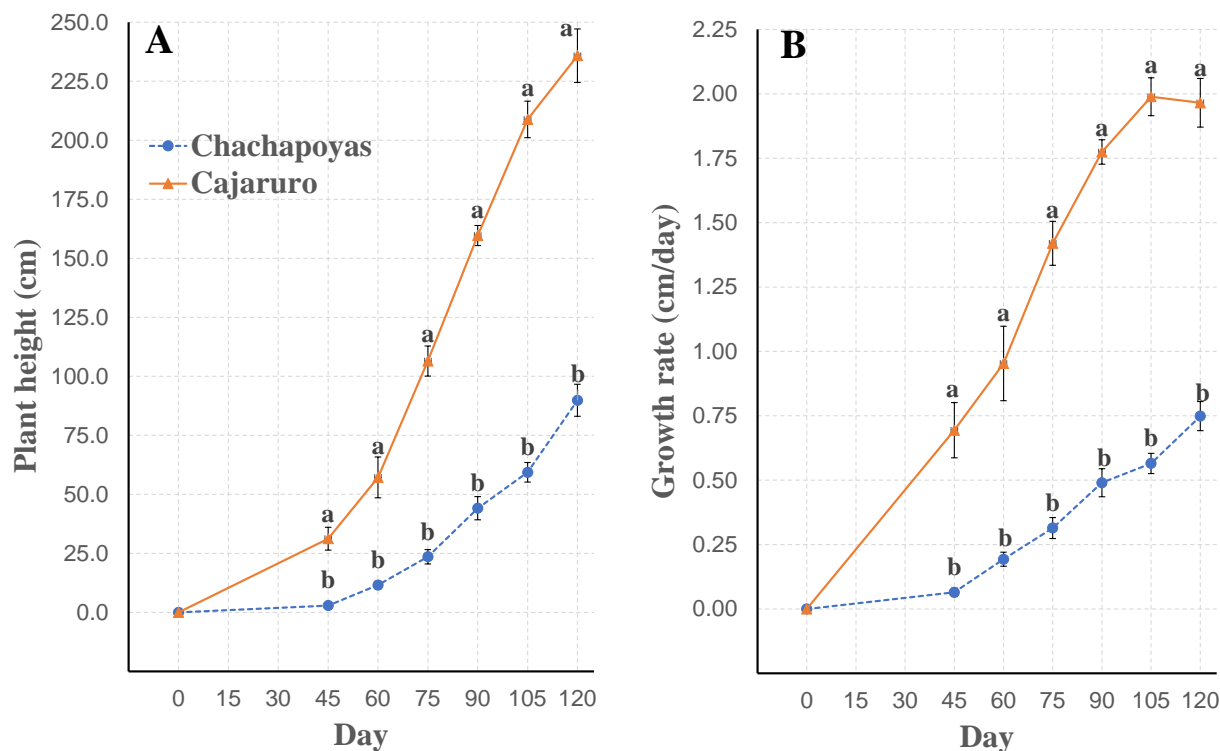 A
Plant height (cm)
250.0
225.0
200.0
175.0
150.0
125.0
100.0
75.0
50.0
25.0
0.0
Chachapoyas
Cajaruro
a
a
a
a
a
a
b
b
b
b
b
b
0 15 30 45 60 75 90 105 120
Day
B
Growth rate (cm/day)
2.25
2.00
1.75
1.50
1.25
1.00
0.75
0.50
0.25
0.00
a
a
a
a
a
a
b
b
b
b
b
b
0 15 30 45 60 75 90 105 120
Day